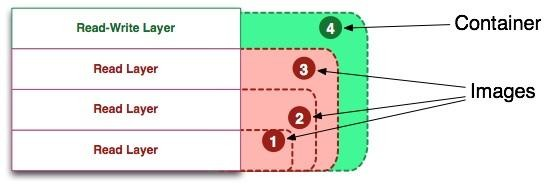 Read-Write Layer
4
Container
Read Layer
3
Images
Read Layer
2
Read Layer
1